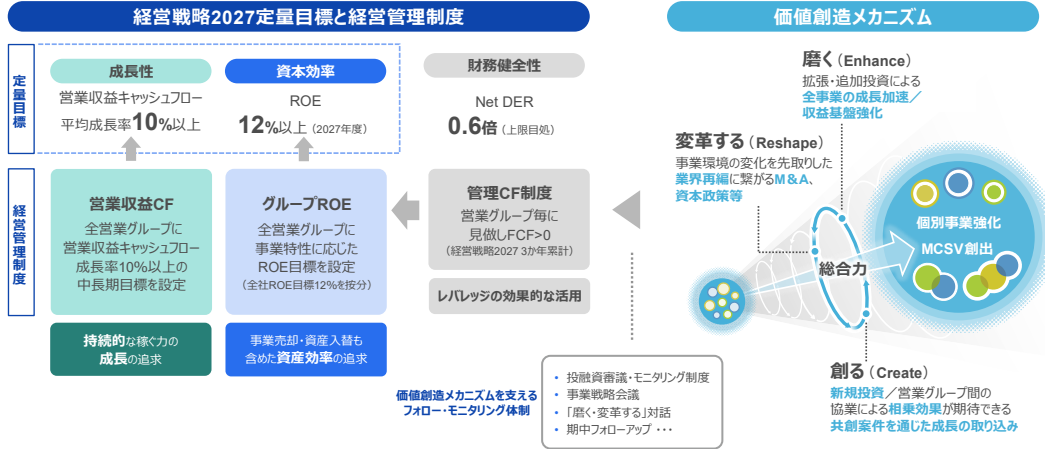 経営戦略2027定量目標と経営管理制度
定量目標
成長性
営業収益キャッシュフロー
平均成長率10%以上
資本効率
ROE
12%以上（2027年度）
財務健全性
Net DER
0.6倍（上限目処）
経営管理制度
営業収益CF
全営業グループに
営業収益キャッシュフロー
成長率10%以上の
中長期目標を設定
グループROE
全営業グループに
事業特性に応じた
ROE目標を設定
（全社ROE目標12%を按分）
管理CF制度
営業グループ毎に
見做しFCF>0
（経営戦略2027 3か年累計）
レバレッジの効果的な活用
持続的な稼ぐ力の
成長の追求
事業売却・資産入替も
含めた資産効率の追求
価値創造メカニズムを支える
フォロー・モニタリング体制
• 投融資審議・モニタリング制度
• 事業戦略会議
• 「磨く・変革する」対話
• 期中フォローアップ ・・・
価値創造メカニズム
磨く（Enhance）
拡張・追加投資による
全事業の成長加速／
収益基盤強化
変革する（Reshape）
事業環境の変化を先取りした
業界再編に繋がるM＆A、
資本政策等
総合力
個別事業強化
MCSV創出
創る（Create）
新規投資／営業グループ間の
協業による相乗効果が期待できる
共創案件を通じた成長の取り込み